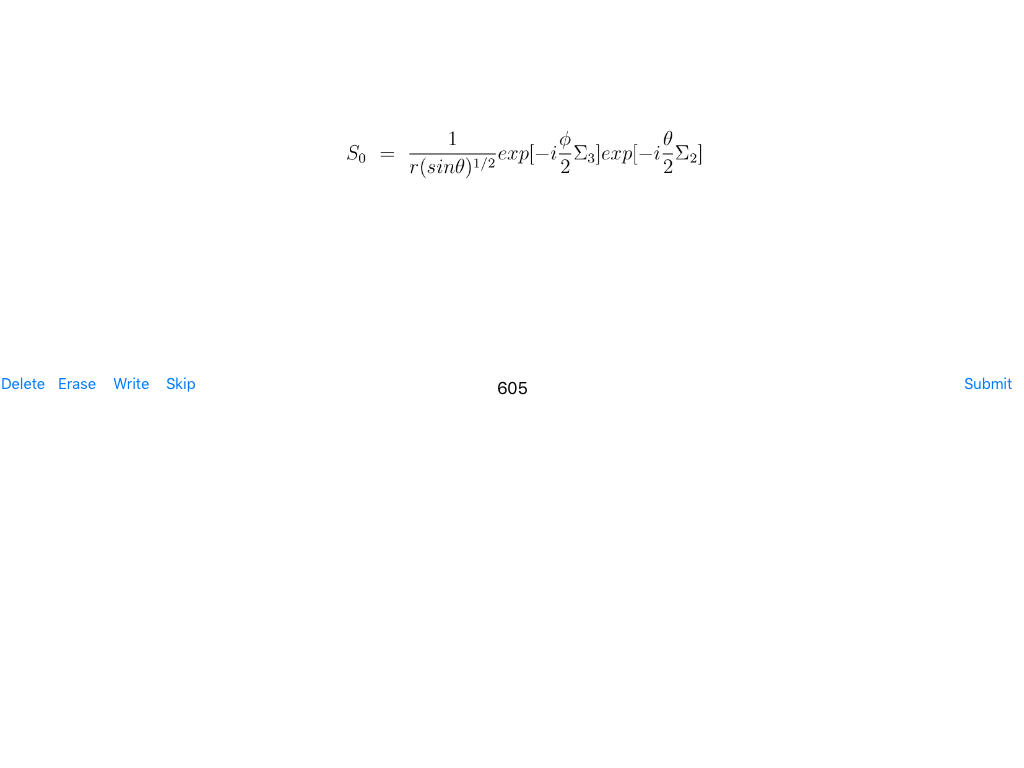 S_0 = \frac{1}{r(sin\theta)^{1/2}} exp[-i\frac{\phi}{2}\Sigma_3]exp[-i\frac{\theta}{2}\Sigma_2]
Delete Erase Write Skip 605 Submit